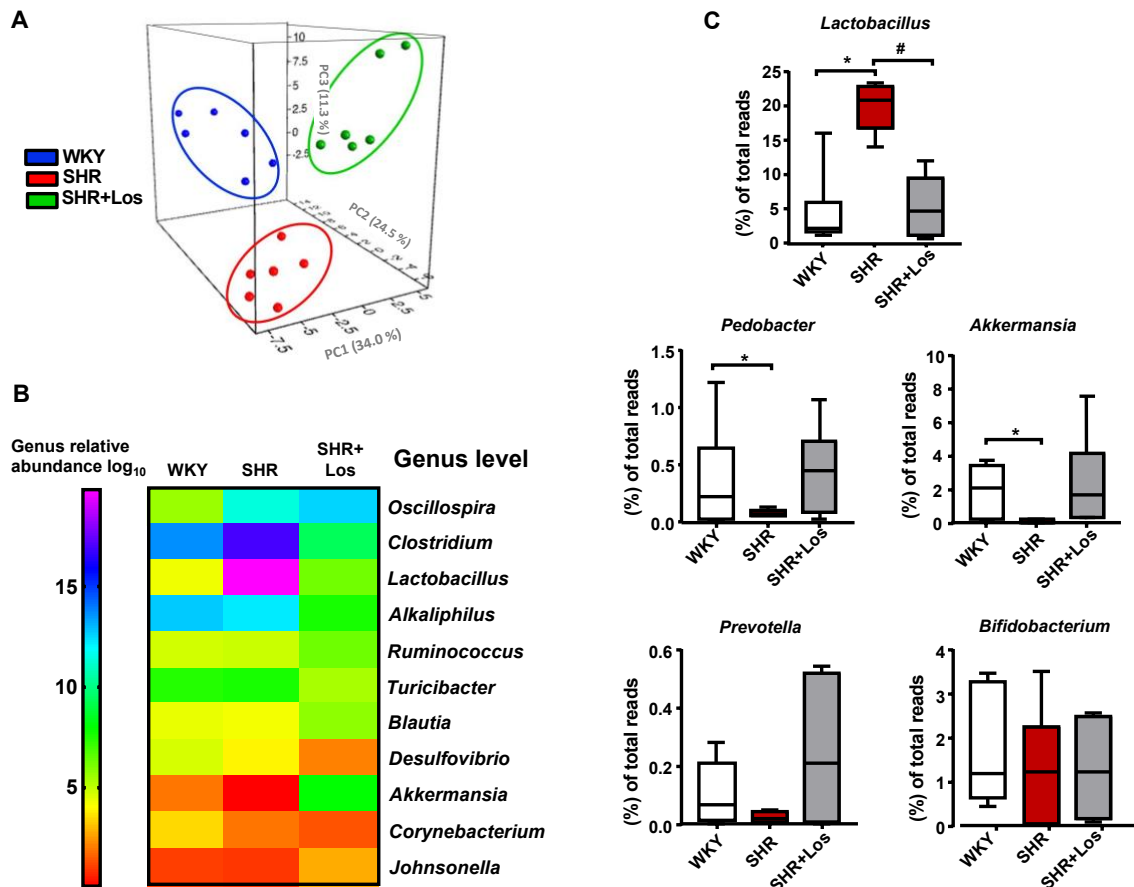 A
WKY
SHR
SHR+Los
10
7.5
5
2.5
0
-2.5
PC3 (11.3 %)
PC2 (24.5 %)
-7.5
-5
-2.5
0
2.5
5
PC1 (34.0 %)
B
Genus relative
abundance log10
WKY
SHR
SHR+
Los
Genus level
15
10
5
Oscillospira
Clostridium
Lactobacillus
Alkaliphilus
Ruminococcus
Turicibacter
Blautia
Desulfovibrio
Akkermansia
Corynebacterium
Johnsonella
C
Lactobacillus
(%) of total reads
25
20
15
10
5
0
*
#
WKY
SHR
SHR+Los
Pedobacter
(%) of total reads
1.5
1.0
0.5
0.0
*
WKY
SHR
SHR+Los
Akkermansia
(%) of total reads
10
8
6
4
2
0
*
WKY
SHR
SHR+Los
Prevotella
(%) of total reads
0.6
0.4
0.2
0.0
WKY
SHR
SHR+Los
Bifidobacterium
(%) of total reads
4
3
2
1
0
WKY
SHR
SHR+Los